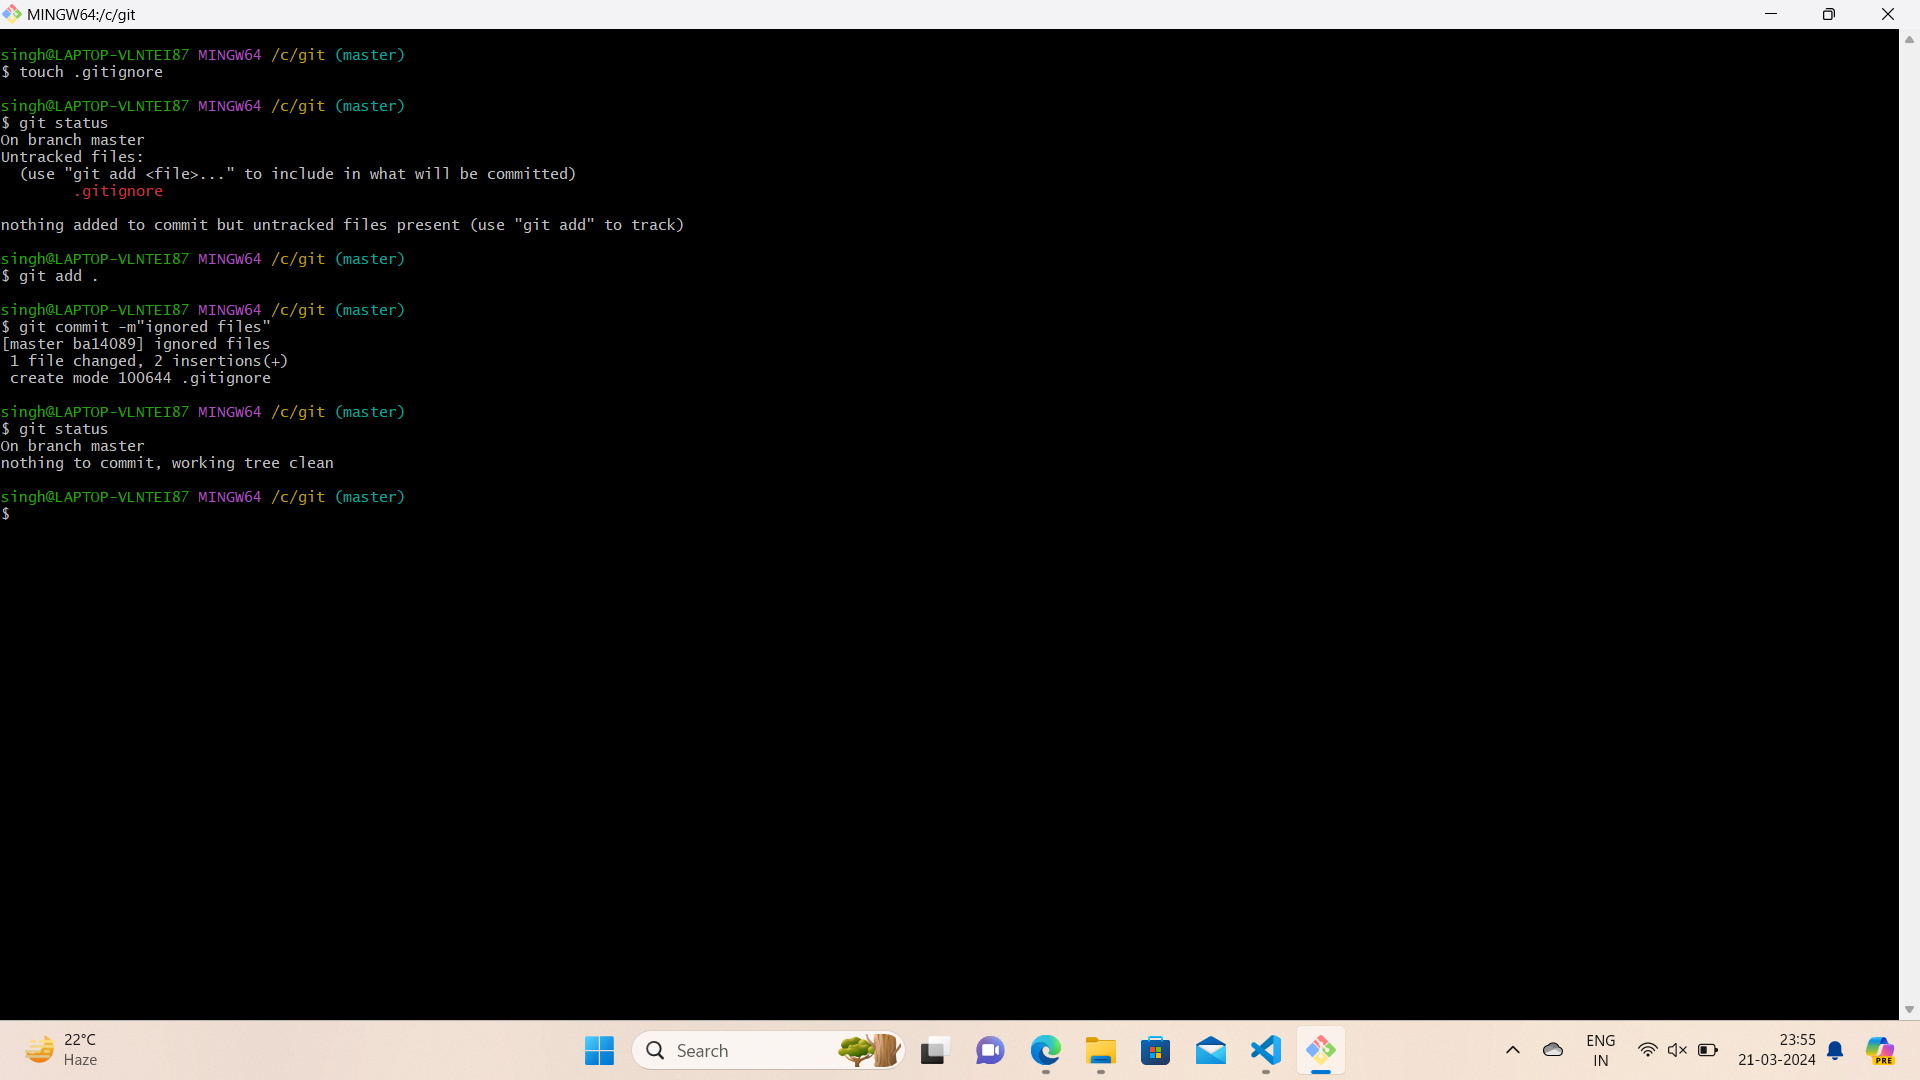 MINGW64:/c/git
singh@LAPTOP-VLNTEI87 MINGW64 /c/git (master)
$ touch .gitignore
singh@LAPTOP-VLNTEI87 MINGW64 /c/git (master)
$ git status
On branch master
Untracked files:
  (use "git add <file>..." to include in what will be committed)
        .gitignore
nothing added to commit but untracked files present (use "git add" to track)
singh@LAPTOP-VLNTEI87 MINGW64 /c/git (master)
$ git add .
singh@LAPTOP-VLNTEI87 MINGW64 /c/git (master)
$ git commit -m"ignored files"
[master ba14089] ignored files
 1 file changed, 2 insertions(+)
 create mode 100644 .gitignore
singh@LAPTOP-VLNTEI87 MINGW64 /c/git (master)
$ git status
On branch master
nothing to commit, working tree clean
singh@LAPTOP-VLNTEI87 MINGW64 /c/git (master)
$
22°C
Haze
Search
ENG
IN
23:55
21-03-2024
PRE